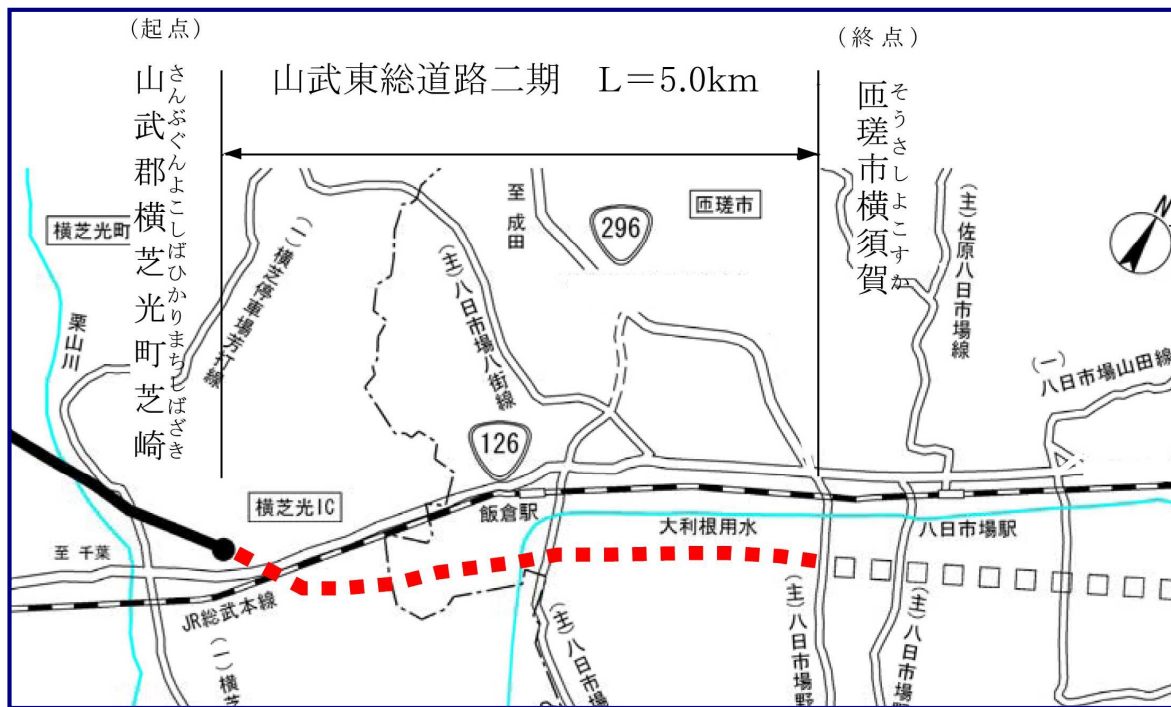 (起点)
山武郡横芝光町芝崎
さんぶぐんよこしばひかりまちしばざき
山武東総道路二期 L=5.0km
(終点)
匝瑳市横須賀
そうさしよこすか
横芝光町
栗山川
(一)横芝停車場芳打線
至 成田
296
匝瑳市
(主)八日市場八街線
(主)佐原八日市場線
(一)八日市場山田線
N
126
横芝光IC
飯倉駅
大利根用水
八日市場駅
至 千葉
JR総武本線
(一)横芝
(主)八日市場
(主)八日市場野
(主)八日市場